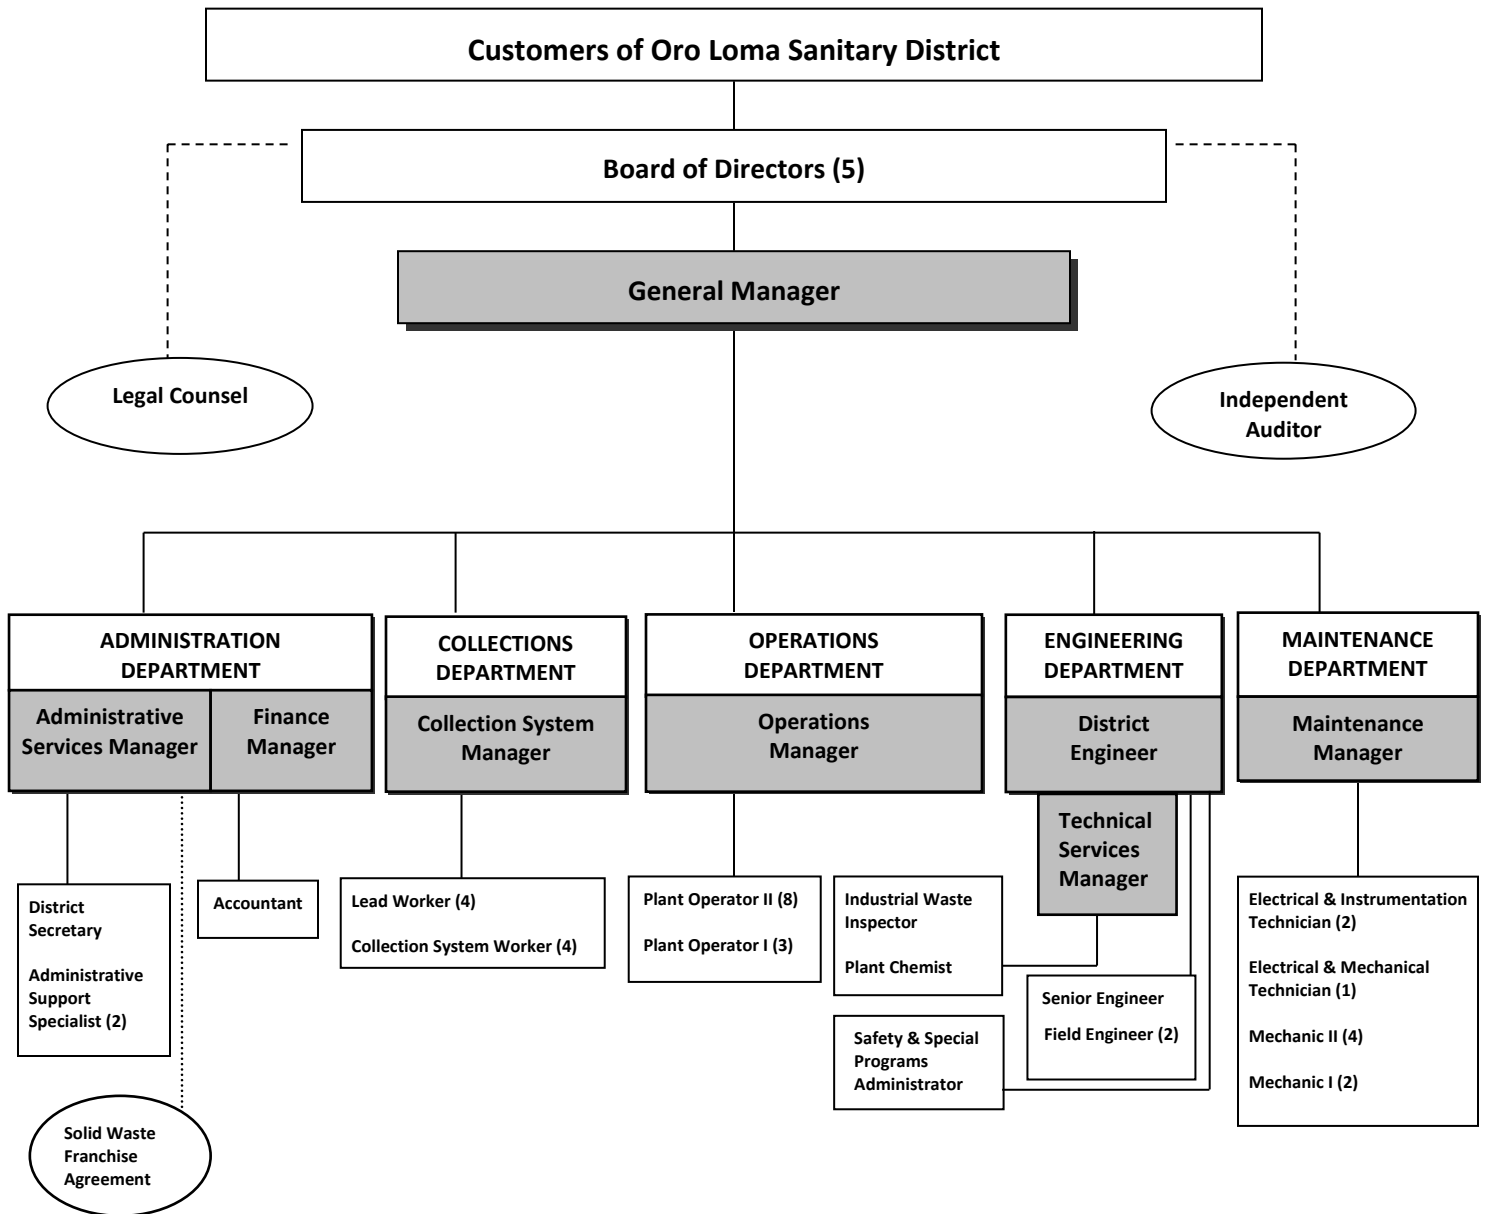 Customers of Oro Loma Sanitary District
Board of Directors (5)
General Manager
Legal Counsel
Independent
Auditor
ADMINISTRATION
DEPARTMENT
Administrative
Services Manager
Finance
Manager
COLLECTIONS
DEPARTMENT
Collection System
Manager
OPERATIONS
DEPARTMENT
Operations
Manager
ENGINEERING
DEPARTMENT
District
Engineer
Technical
Services
Manager
MAINTENANCE
DEPARTMENT
Maintenance
Manager
District
Secretary
Administrative
Support
Specialist (2)
Accountant
Lead Worker (4)
Collection System Worker (4)
Plant Operator II (8)
Plant Operator I (3)
Industrial Waste
Inspector
Plant Chemist
Senior Engineer
Field Engineer (2)
Safety & Special
Programs
Administrator
Electrical & Instrumentation
Technician (2)
Electrical & Mechanical
Technician (1)
Mechanic II (4)
Mechanic I (2)
Solid Waste
Franchise
Agreement